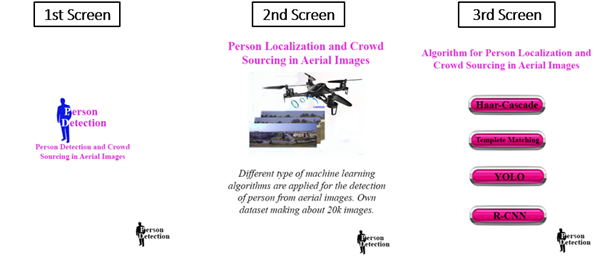 1st Screen
Person
Detection
Person Detection and Crowd
Sourcing in Aerial Images
Person
Detection
2nd Screen
Person Localization and Crowd
Sourcing in Aerial Images
Different type of machine learning
algorithms are applied for the detection
of person from aerial images. Own
dataset making about 20k images.
Person
Detection
3rd Screen
Algorithm for Person Localization and
Crowd Sourcing in Aerial Images
Haar-Cascade
Templete Matching
YOLO
R-CNN
Person
Detection